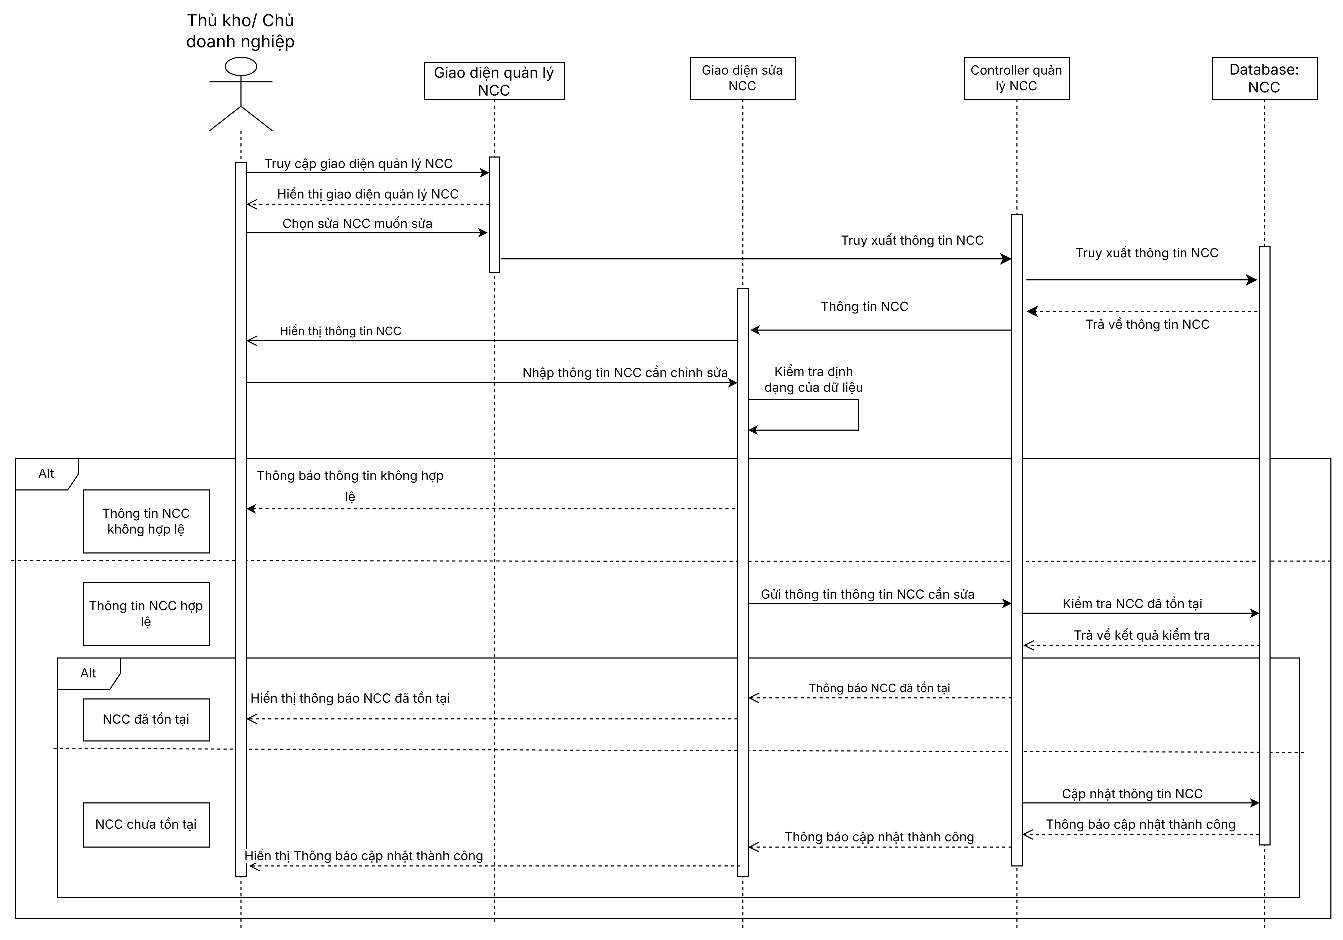 Thủ kho/ Chủ
doanh nghiệp
Giao diện quản lý
NCC
Giao diện sửa
NCC
Controller quản
lý NCC
Database:
NCC
Truy cập giao diện quản lý NCC
Hiển thị giao diện quản lý NCC
Chọn sửa NCC muốn sửa
Truy xuất thông tin NCC
Truy xuất thông tin NCC
Thông tin NCC
Trả về thông tin NCC
Hiển thị thông tin NCC
Nhập thông tin NCC cần chỉnh sửa
Kiểm tra định
dạng của dữ liệu
Alt
Thông báo thông tin không hợp
lệ
Thông tin NCC
không hợp lệ
Thông tin NCC hợp
lệ
Gửi thông tin thông tin NCC cần sửa
Kiểm tra NCC đã tồn tại
Trả về kết quả kiểm tra
Alt
Thông báo NCC đã tồn tại
Hiển thị thông báo NCC đã tồn tại
NCC đã tồn tại
Cập nhật thông tin NCC
NCC chưa tồn tại
Thông báo cập nhật thành công
Thông báo cập nhật thành công
Hiển thị Thông báo cập nhật thành công